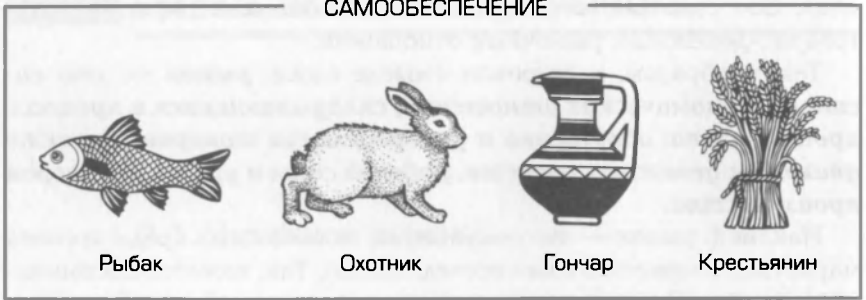 САМООБЕСПЕЧЕНИЕ
Рыбак Охотник Гончар Крестьянин